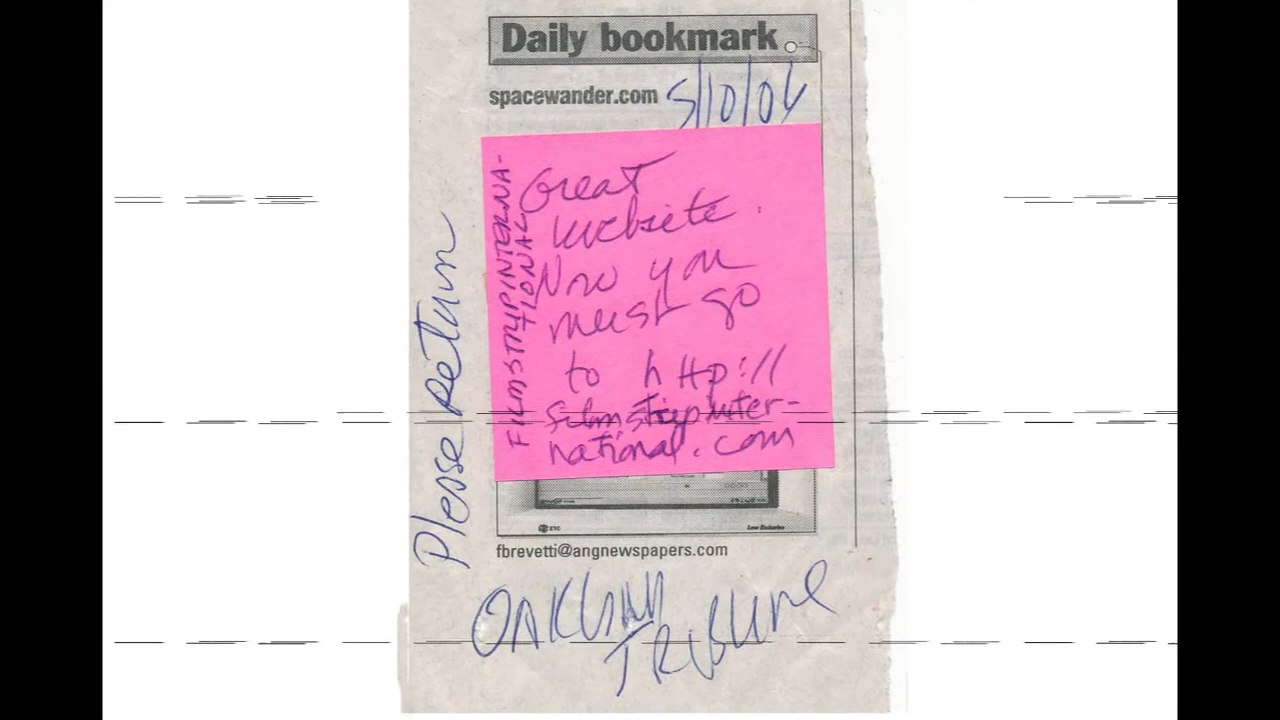 Daily bookmark
spacewander.com
5/10/04
Great
website.
Now you
must go
to http://
filmstripinter-
national.com
FILMSTRIPINTERNA-
TIONAL
Please Return
fbrevetti@angnewspapers.com
OAKLAND
TRIBUNE